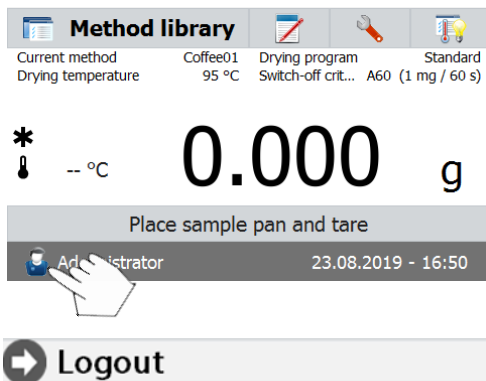 Method library
Current method Coffee01 Drying program Standard
Drying temperature 95 °C Switch-off crit... A60 (1 mg / 60 s)
-- °C 0.000 g
Place sample pan and tare
Administrator 23.08.2019 - 16:50
Logout